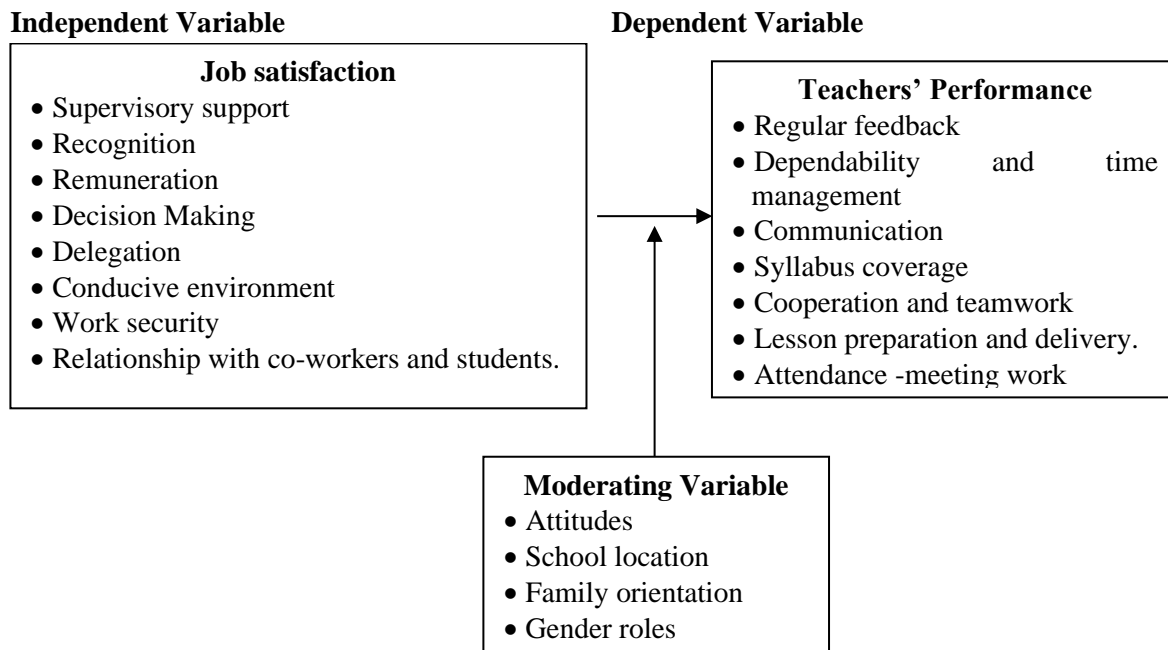 Independent Variable
Dependent Variable
Job satisfaction
• Supervisory support
• Recognition
• Remuneration
• Decision Making
• Delegation
• Conducive environment
• Work security
• Relationship with co-workers and students.
Teachers’ Performance
• Regular feedback
• Dependability and time
management
• Communication
• Syllabus coverage
• Cooperation and teamwork
• Lesson preparation and delivery.
• Attendance -meeting work
Moderating Variable
• Attitudes
• School location
• Family orientation
• Gender roles